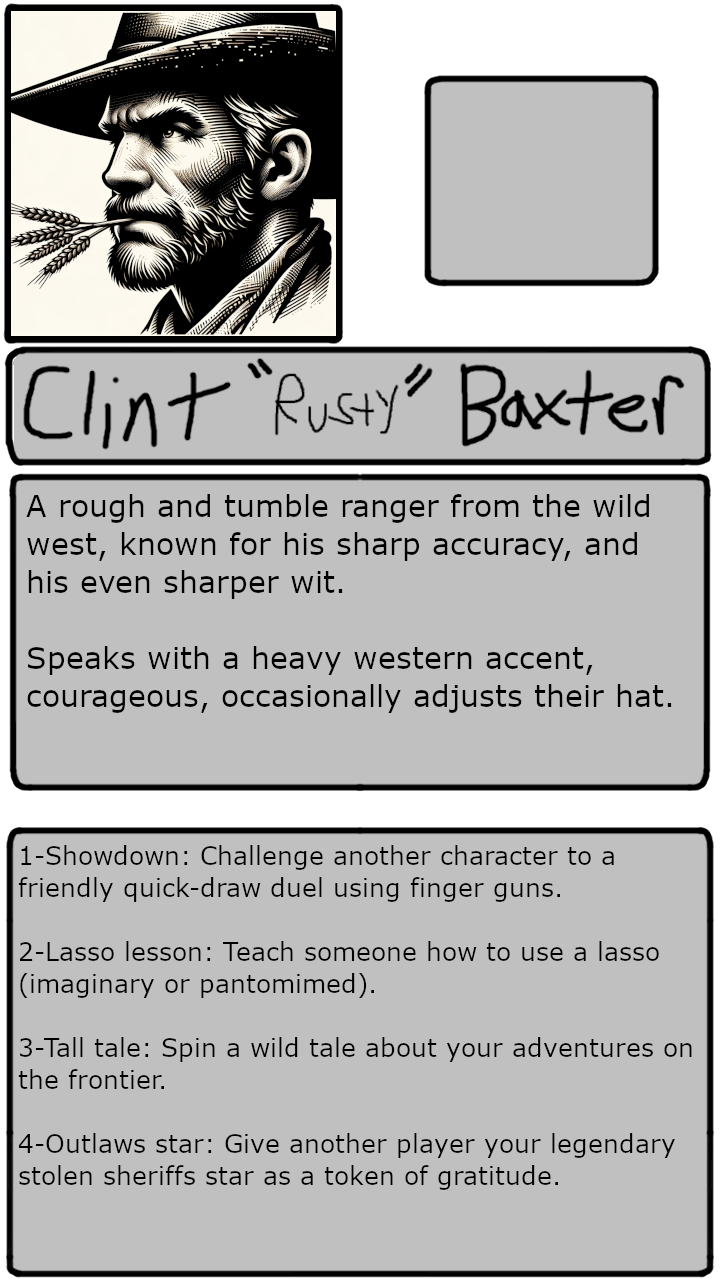 Clint "Rusty" Baxter
A rough and tumble ranger from the wild
west, known for his sharp accuracy, and
his even sharper wit.
Speaks with a heavy western accent,
courageous, occasionally adjusts their hat.
1-Showdown: Challenge another character to a
friendly quick-draw duel using finger guns.
2-Lasso lesson: Teach someone how to use a lasso
(imaginary or pantomimed).
3-Tall tale: Spin a wild tale about your adventures on
the frontier.
4-Outlaws star: Give another player your legendary
stolen sheriffs star as a token of gratitude.